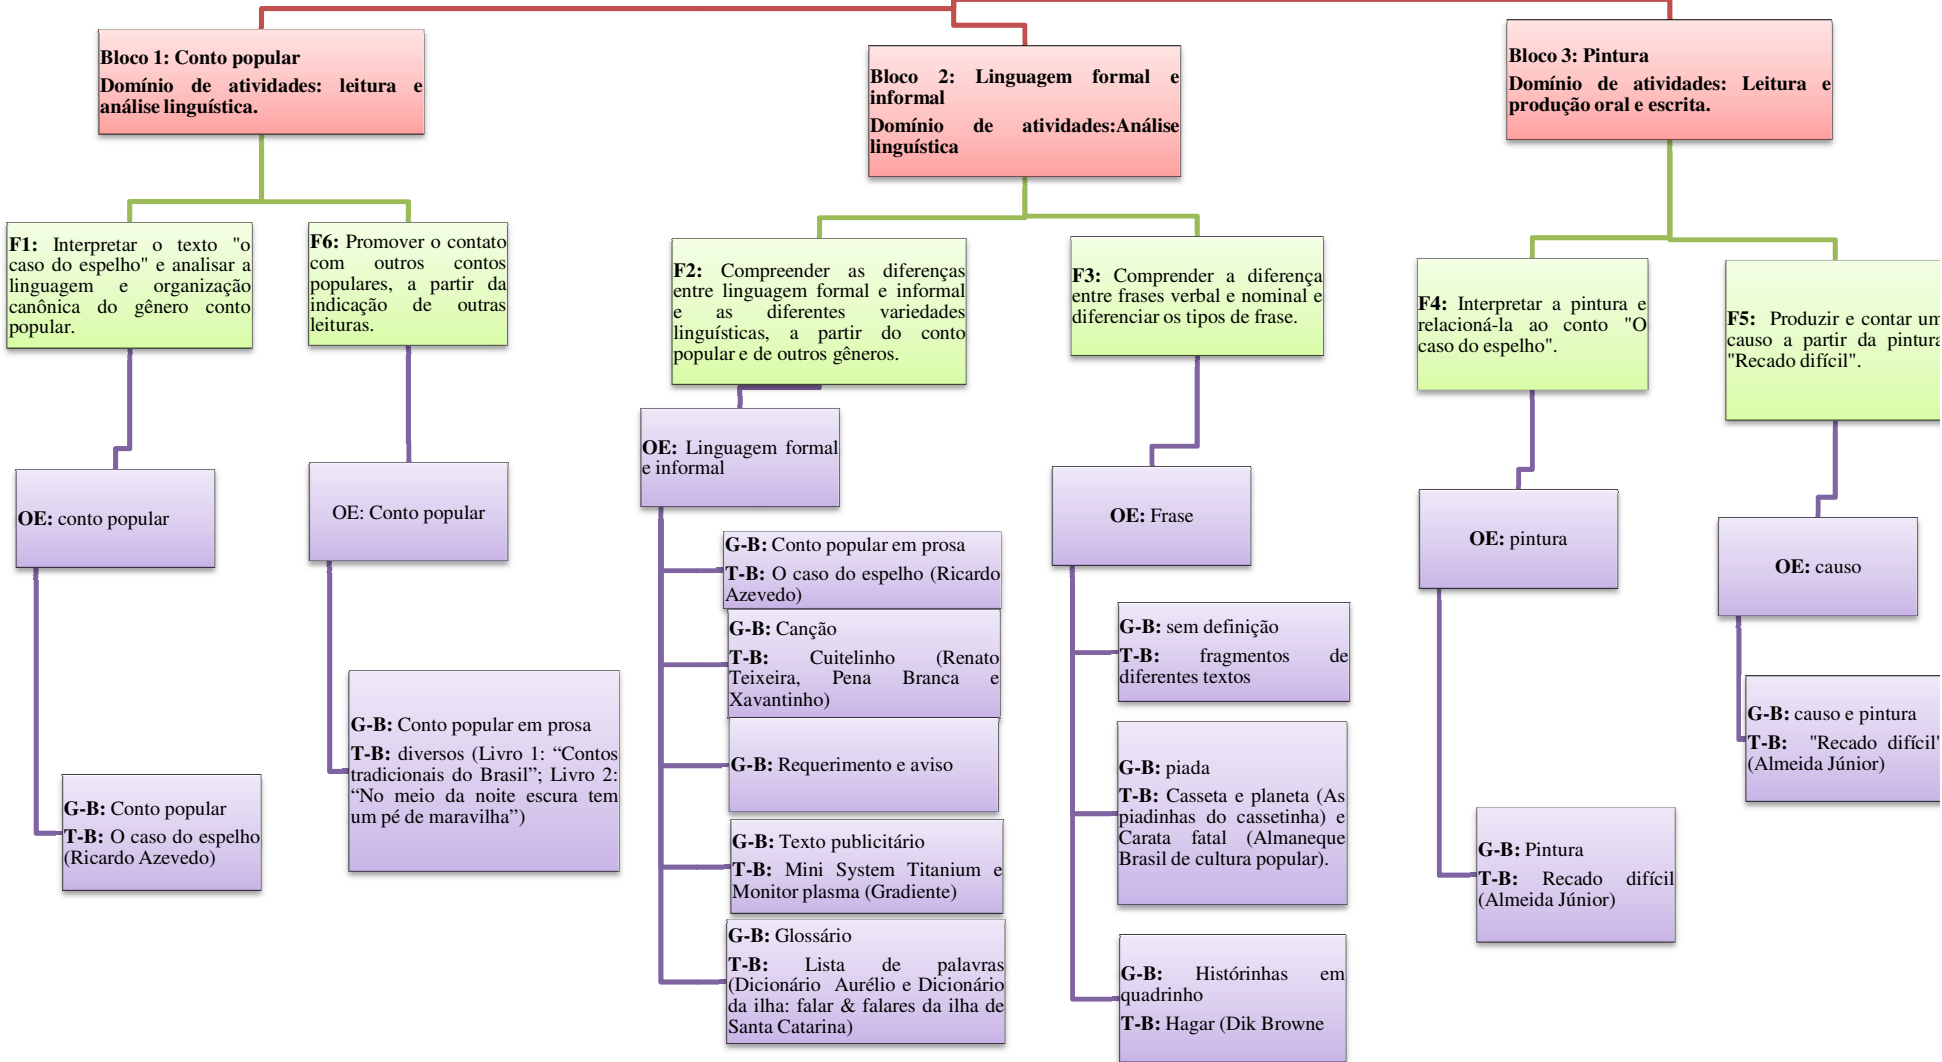 Bloco 1: Conto popular
Domínio de atividades: leitura e
análise linguística.
F1: Interpretar o texto "o
caso do espelho" e analisar a
linguagem e organização
canônica do gênero conto
popular.
OE: conto popular
G-B: Conto popular
T-B: O caso do espelho
(Ricardo Azevedo)
F6: Promover o contato
com outros contos
populares, a partir da
indicação de outras
leituras.
OE: Conto popular
G-B: Conto popular em prosa
T-B: diversos (Livro 1: “Contos
tradicionais do Brasil”; Livro 2:
“No meio da noite escura tem
um pé de maravilha”)
Bloco 2: Linguagem formal e
informal
Domínio de atividades:Análise
linguística
F2: Compreender as diferenças
entre linguagem formal e informal
e as diferentes variedades
linguísticas, a partir do conto
popular e de outros gêneros.
OE: Linguagem formal
e informal
G-B: Conto popular em prosa
T-B: O caso do espelho (Ricardo
Azevedo)
G-B: Canção
T-B: Cuitelinho (Renato
Teixeira, Pena Branca e
Xavantinho)
G-B: Requerimento e aviso
G-B: Texto publicitário
T-B: Mini System Titanium e
Monitor plasma (Gradiente)
G-B: Glossário
T-B: Lista de palavras
(Dicionário Aurélio e Dicionário
da ilha: falar & falares da ilha de
Santa Catarina)
F3: Comprender a diferença
entre frases verbal e nominal e
diferenciar os tipos de frase.
OE: Frase
G-B: sem definição
T-B: fragmentos de
diferentes textos
G-B: piada
T-B: Casseta e planeta (As
piadinhas do cassetinha) e
Carata fatal (Almaneque
Brasil de cultura popular).
G-B: Histórinhas em
quadrinho
T-B: Hagar (Dik Browne
Bloco 3: Pintura
Domínio de atividades: Leitura e
produção oral e escrita.
F4: Interpretar a pintura e
relacioná-la ao conto "O
caso do espelho".
OE: pintura
G-B: Pintura
T-B: Recado difícil
(Almeida Júnior)
F5: Produzir e contar um
causo a partir da pintura
"Recado difícil".
OE: causo
G-B: causo e pintura
T-B: "Recado difícil"
(Almeida Júnior)